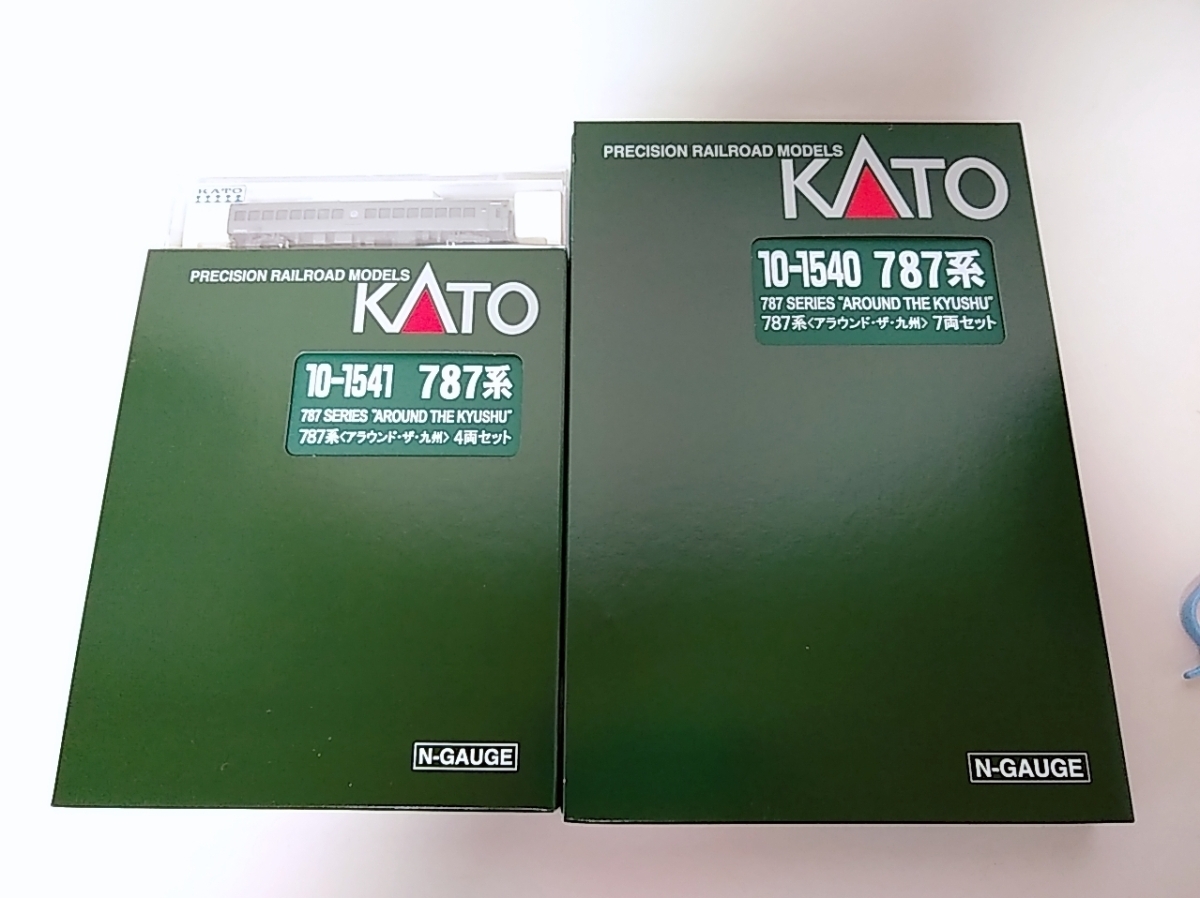 KATO
PRECISION RAILROAD MODELS
KATO
10-1541 787系
787 SERIES "AROUND THE KYUSHU"
787系〈アラウンド・ザ・九州〉 4両セット
N-GAUGE
PRECISION RAILROAD MODELS
KATO
10-1540 787系
787 SERIES "AROUND THE KYUSHU"
787系〈アラウンド・ザ・九州〉 7両セット
N-GAUGE